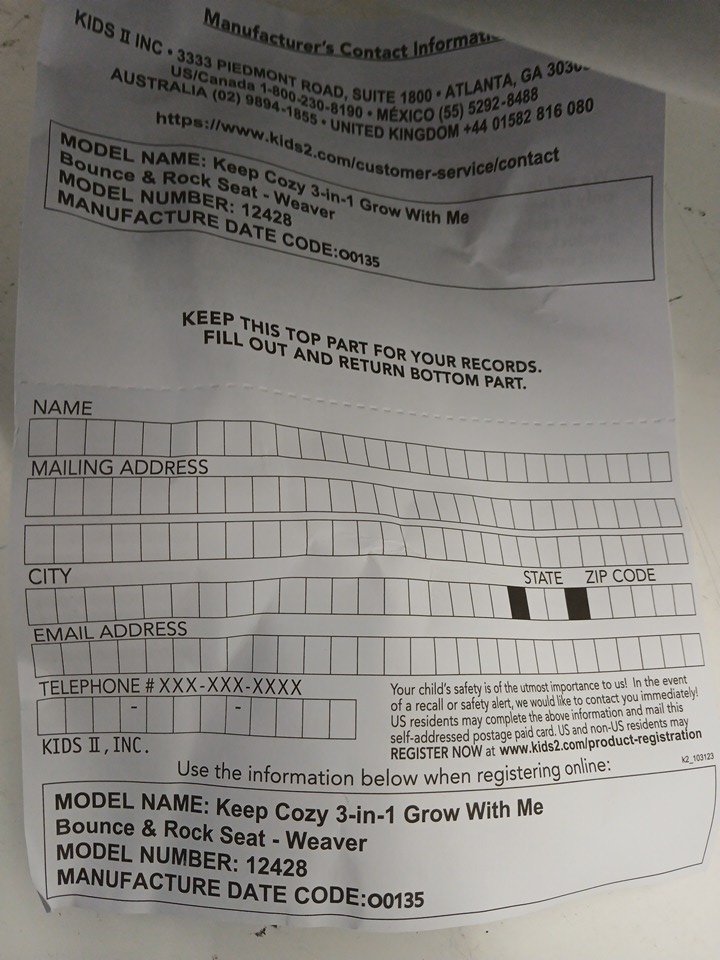 Manufacturer's Contact
KIDS II INC • 3333 PIEDMONT ROAD, SUITE 1800 • ATLANTA, GA
US/Canada 1-800-230-8190 • MÉXICO (55) 5292-8488
AUSTRALIA (02) 9894-1855 • UNITED KINGDOM +44 01582 816 080
https://www.kids2.com/customer-service/contact
MODEL NAME: Keep Cozy 3-in-1 Grow With Me
Bounce & Rock Seat - Weaver
MODEL NUMBER: 12428
MANUFACTURE DATE CODE:O0135
KEEP THIS TOP PART FOR YOUR RECORDS.
FILL OUT AND RETURN BOTTOM PART.
NAME
MAILING ADDRESS
CITY STATE ZIP CODE
EMAIL ADDRESS
TELEPHONE # XXX-XXX-XXXX
- -
KIDS II, INC.
Your child's safety is of the utmost importance to us! In the event
of a recall or safety alert, we would like to contact you immediately!
US residents may complete the above information and mail this
self-addressed postage paid card. US and non-US residents may
REGISTER NOW at www.kids2.com/product-registration
k2_103123
Use the information below when registering online:
MODEL NAME: Keep Cozy 3-in-1 Grow With Me
Bounce & Rock Seat - Weaver
MODEL NUMBER: 12428
MANUFACTURE DATE CODE:O0135